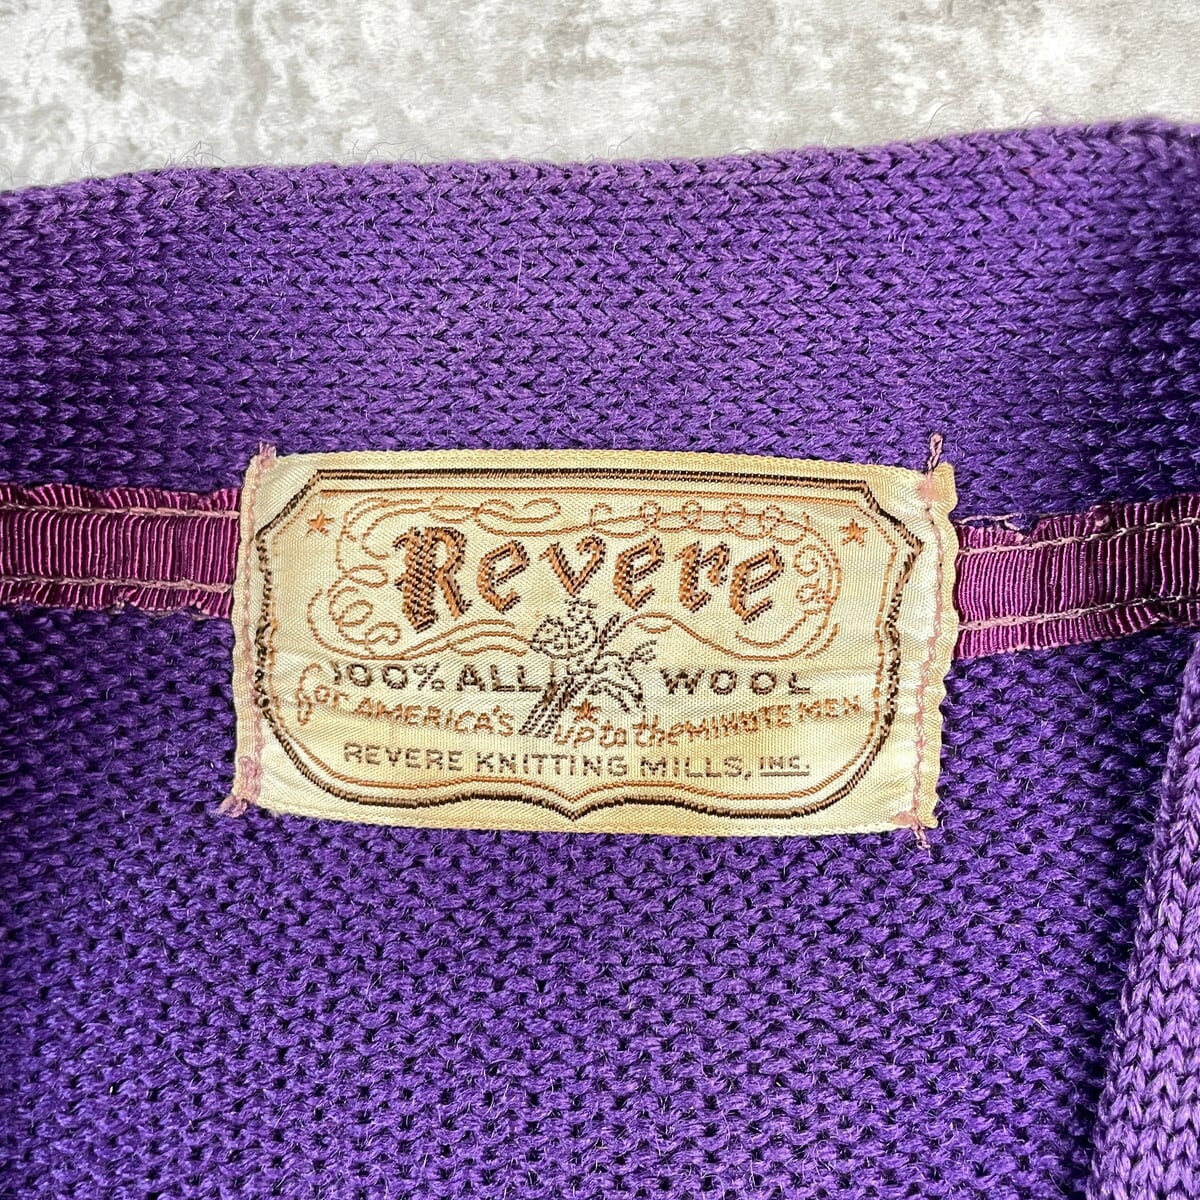 Revere
100% ALL WOOL
for AMERICA'S up to the MINUTE MEN
REVERE KNITTING MILLS, INC.